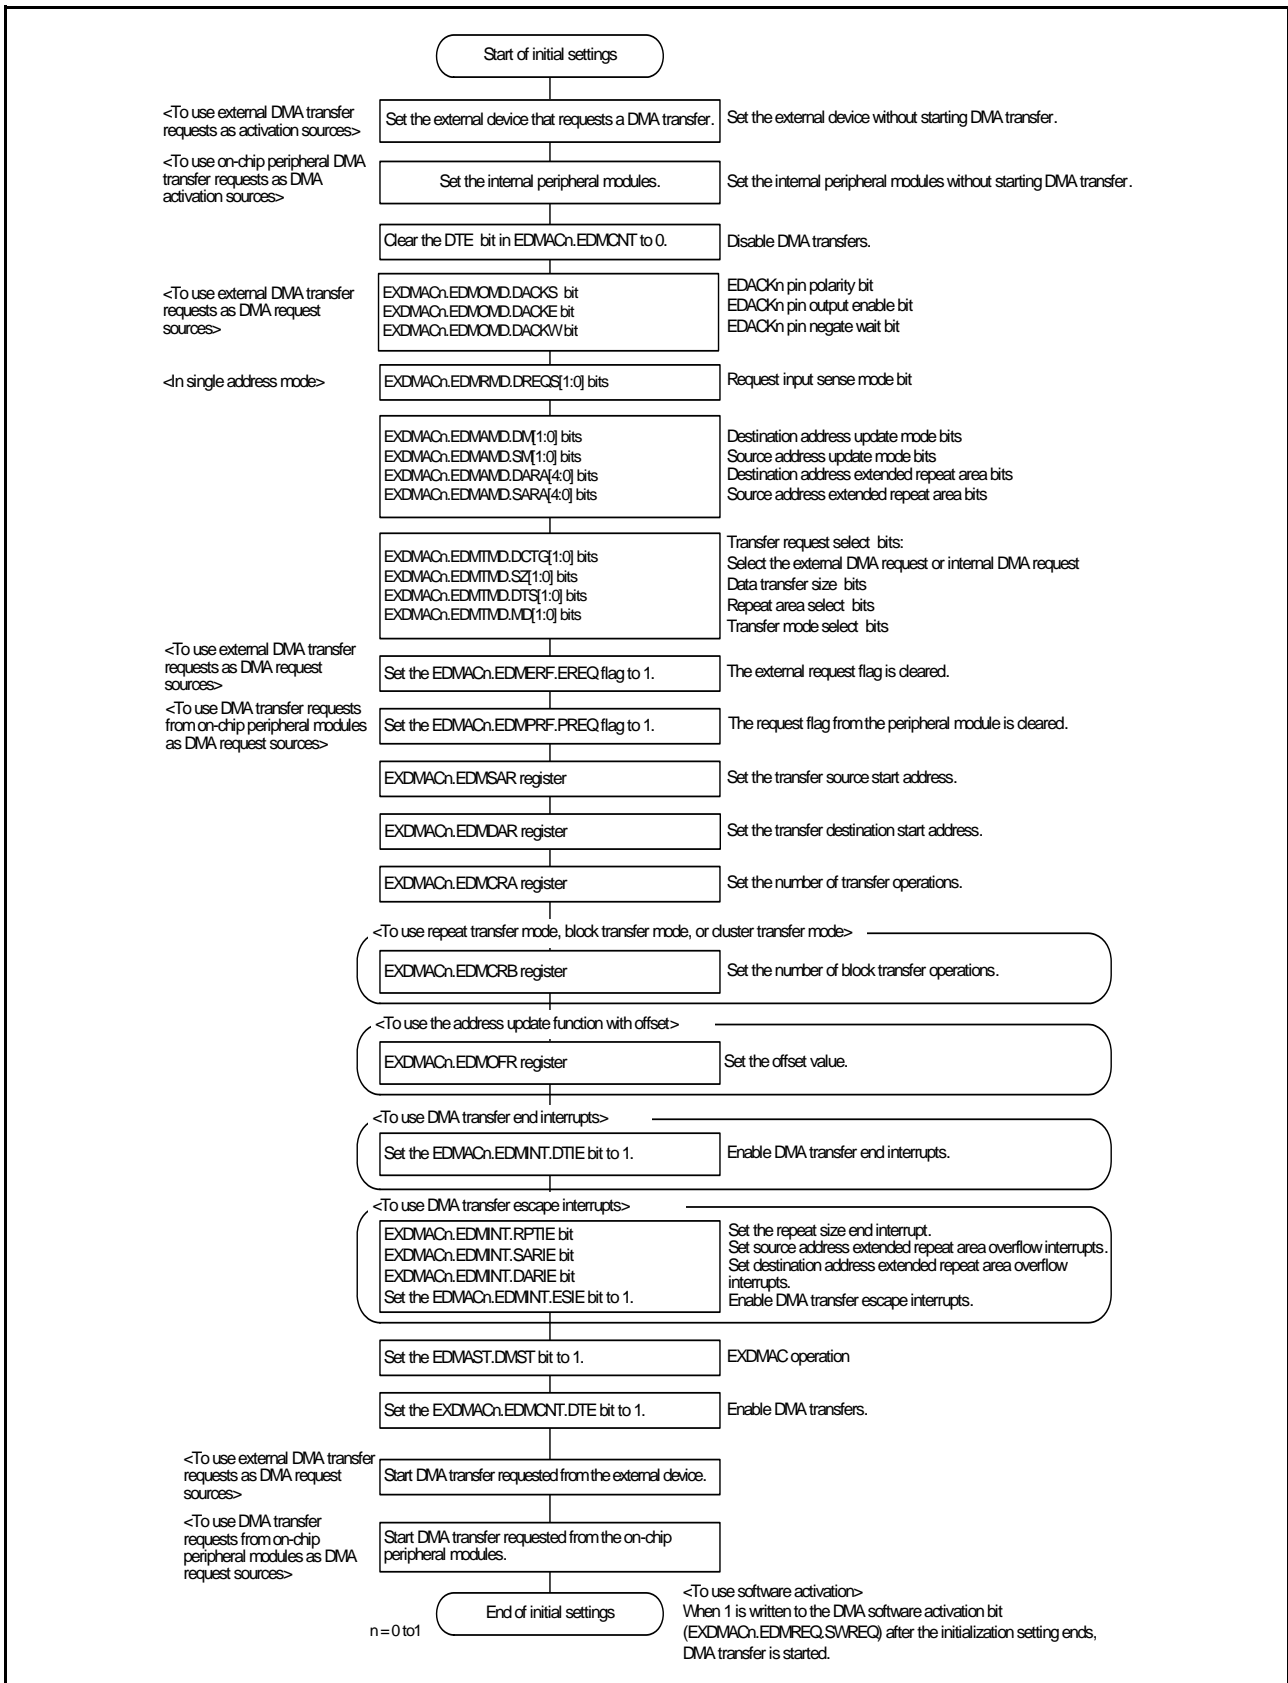 Start of initial settings
<To use external DMA transfer
requests as activation sources>
Set the external device that requests a DMA transfer.
Set the external device without starting DMA transfer.
<To use on-chip peripheral DMA
transfer requests as DMA
activation sources>
Set the internal peripheral modules.
Set the internal peripheral modules without starting DMA transfer.
Clear the DTE bit in EDMACn.EDMCNT to 0.
Disable DMA transfers.
<To use external DMA transfer
requests as DMA request
sources>
EXDMACn.EDMOMD.DACKS bit
EXDMACn.EDMOMD.DACKE bit
EXDMACn.EDMOMD.DACKW bit
EDACKn pin polarity bit
EDACKn pin output enable bit
EDACKn pin negate wait bit
<In single address mode>
EXDMACn.EDMRMD.DREQS[1:0] bits
Request input sense mode bit
EXDMACn.EDMAMD.DM[1:0] bits
EXDMACn.EDMAMD.SM[1:0] bits
EXDMACn.EDMAMD.DARA[4:0] bits
EXDMACn.EDMAMD.SARA[4:0] bits
Destination address update mode bits
Source address update mode bits
Destination address extended repeat area bits
Source address extended repeat area bits
EXDMACn.EDMTMD.DCTG[1:0] bits
EXDMACn.EDMTMD.SZ[1:0] bits
EXDMACn.EDMTMD.DTS[1:0] bits
EXDMACn.EDMTMD.MD[1:0] bits
Transfer request select bits:
Select the external DMA request or internal DMA request
Data transfer size bits
Repeat area select bits
Transfer mode select bits
<To use external DMA transfer
requests as DMA request
sources>
Set the EDMACn.EDMERF.EREQ flag to 1.
The external request flag is cleared.
<To use DMA transfer requests
from on-chip peripheral modules
as DMA request sources>
Set the EDMACn.EDMPRF.PREQ flag to 1.
The request flag from the peripheral module is cleared.
EXDMACn.EDMSAR register
Set the transfer source start address.
EXDMACn.EDMDAR register
Set the transfer destination start address.
EXDMACn.EDMCRA register
Set the number of transfer operations.
<To use repeat transfer mode, block transfer mode, or cluster transfer mode>
EXDMACn.EDMCRB register
Set the number of block transfer operations.
<To use the address update function with offset>
EXDMACn.EDMOFR register
Set the offset value.
<To use DMA transfer end interrupts>
Set the EDMACn.EDMINT.DTIE bit to 1.
Enable DMA transfer end interrupts.
<To use DMA transfer escape interrupts>
EXDMACn.EDMINT.RPTIE bit
EXDMACn.EDMINT.SARIE bit
EXDMACn.EDMINT.DARIE bit
Set the EDMACn.EDMINT.ESIE bit to 1.
Set the repeat size end interrupt.
Set source address extended repeat area overflow interrupts.
Set destination address extended repeat area overflow
interrupts.
Enable DMA transfer escape interrupts.
Set the EDMAST.DMST bit to 1.
EXDMAC operation
Set the EXDMACn.EDMCNT.DTE bit to 1.
Enable DMA transfers.
<To use external DMA transfer
requests as DMA request
sources>
Start DMA transfer requested from the external device.
<To use DMA transfer
requests from on-chip
peripheral modules as DMA
request sources>
Start DMA transfer requested from the on-chip
peripheral modules.
End of initial settings
n = 0 to1
<To use software activation>
When 1 is written to the DMA software activation bit
(EXDMACn.EDMREQ.SWREQ) after the initialization setting ends,
DMA transfer is started.